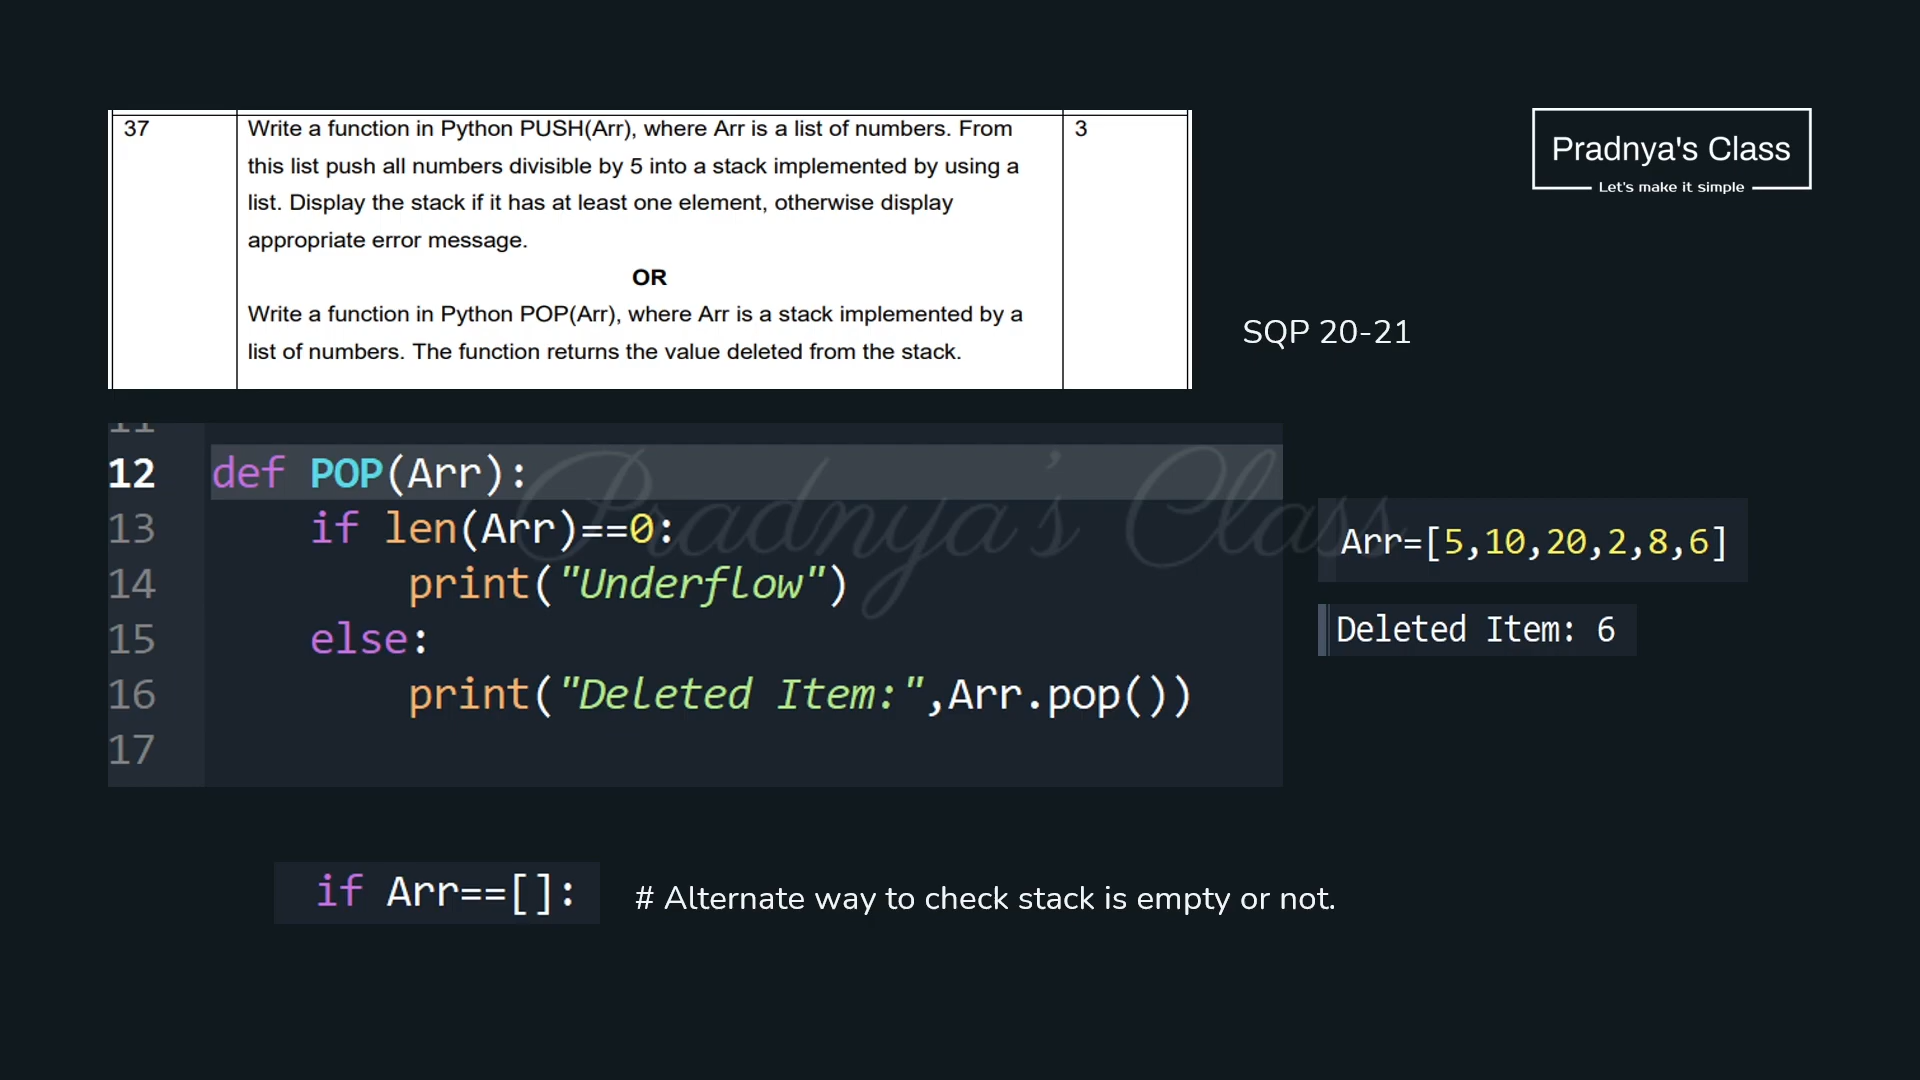 37
Write a function in Python PUSH(Arr), where Arr is a list of numbers. From
this list push all numbers divisible by 5 into a stack implemented by using a
list. Display the stack if it has at least one element, otherwise display
appropriate error message.
OR
Write a function in Python POP(Arr), where Arr is a stack implemented by a
list of numbers. The function returns the value deleted from the stack.
3
Pradnya's Class
Let's make it simple
SQP 20-21
11
12 def POP(Arr):
13     if len(Arr)==0:
14         print("Underflow")
15     else:
16         print("Deleted Item:",Arr.pop())
17
Pradnya's Class
Arr=[5,10,20,2,8,6]
Deleted Item: 6
if Arr==[]:
# Alternate way to check stack is empty or not.